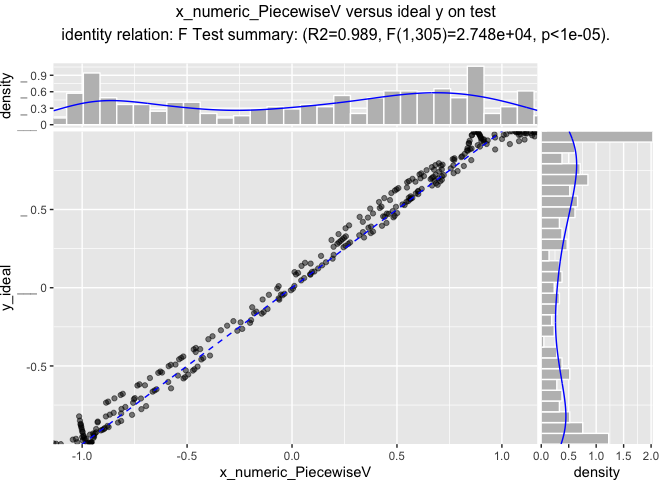 x_numeric_PiecewiseV versus ideal y on test
identity relation: F Test summary: (R2=0.989, F(1,305)=2.748e+04, p<1e-05).
density
0.9
0.6
0.3
0
y_ideal
0.5
0
-0.5
-1.0 -0.5 0.0 0.5 1.0
x_numeric_PiecewiseV
0.0 0.5 1.0 1.5 2.0
density